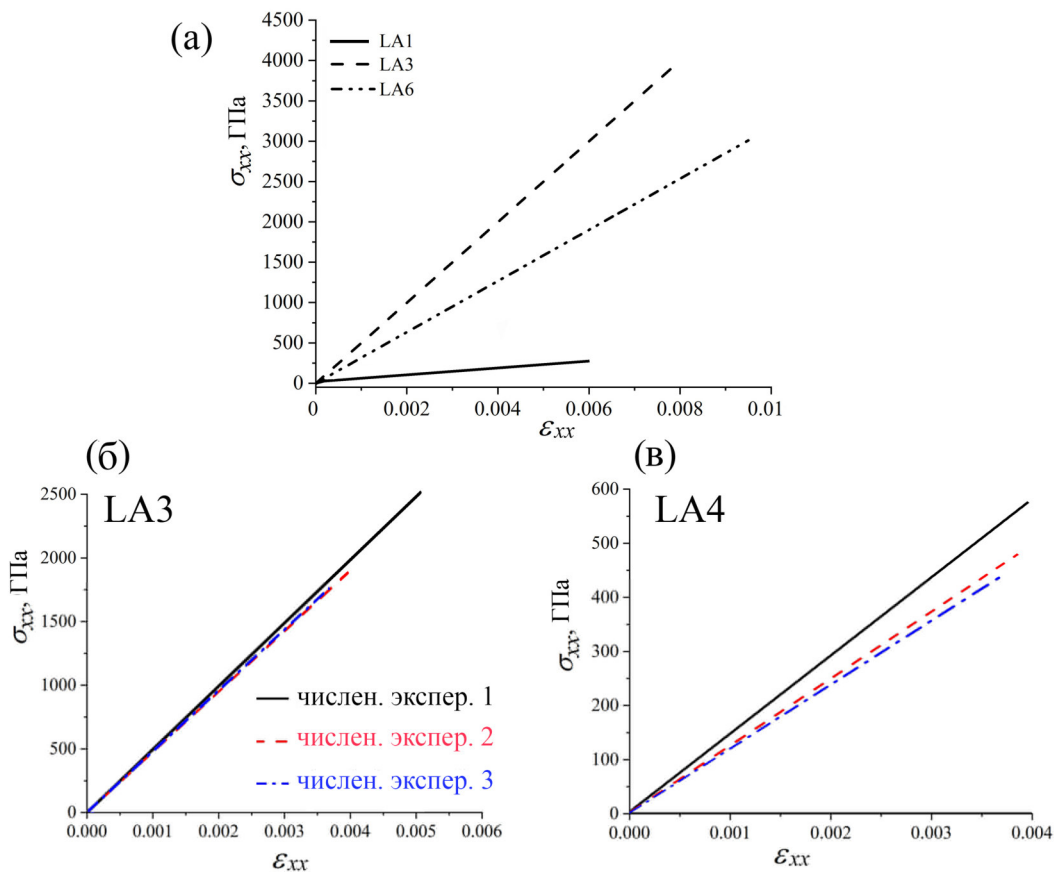 (а)
LA1
LA3
LA6
4500
4000
3500
3000
2500
2000
1500
1000
500
0
σxx, ГПа
0
0.002
0.004
0.006
0.008
0.01
εxx
(б)
LA3
2500
2000
1500
1000
500
0
σxx, ГПа
числен. экспер. 1
числен. экспер. 2
числен. экспер. 3
0.000
0.001
0.002
0.003
0.004
0.005
0.006
εxx
(в)
LA4
600
500
400
300
200
100
0
σxx, ГПа
0.000
0.001
0.002
0.003
0.004
εxx